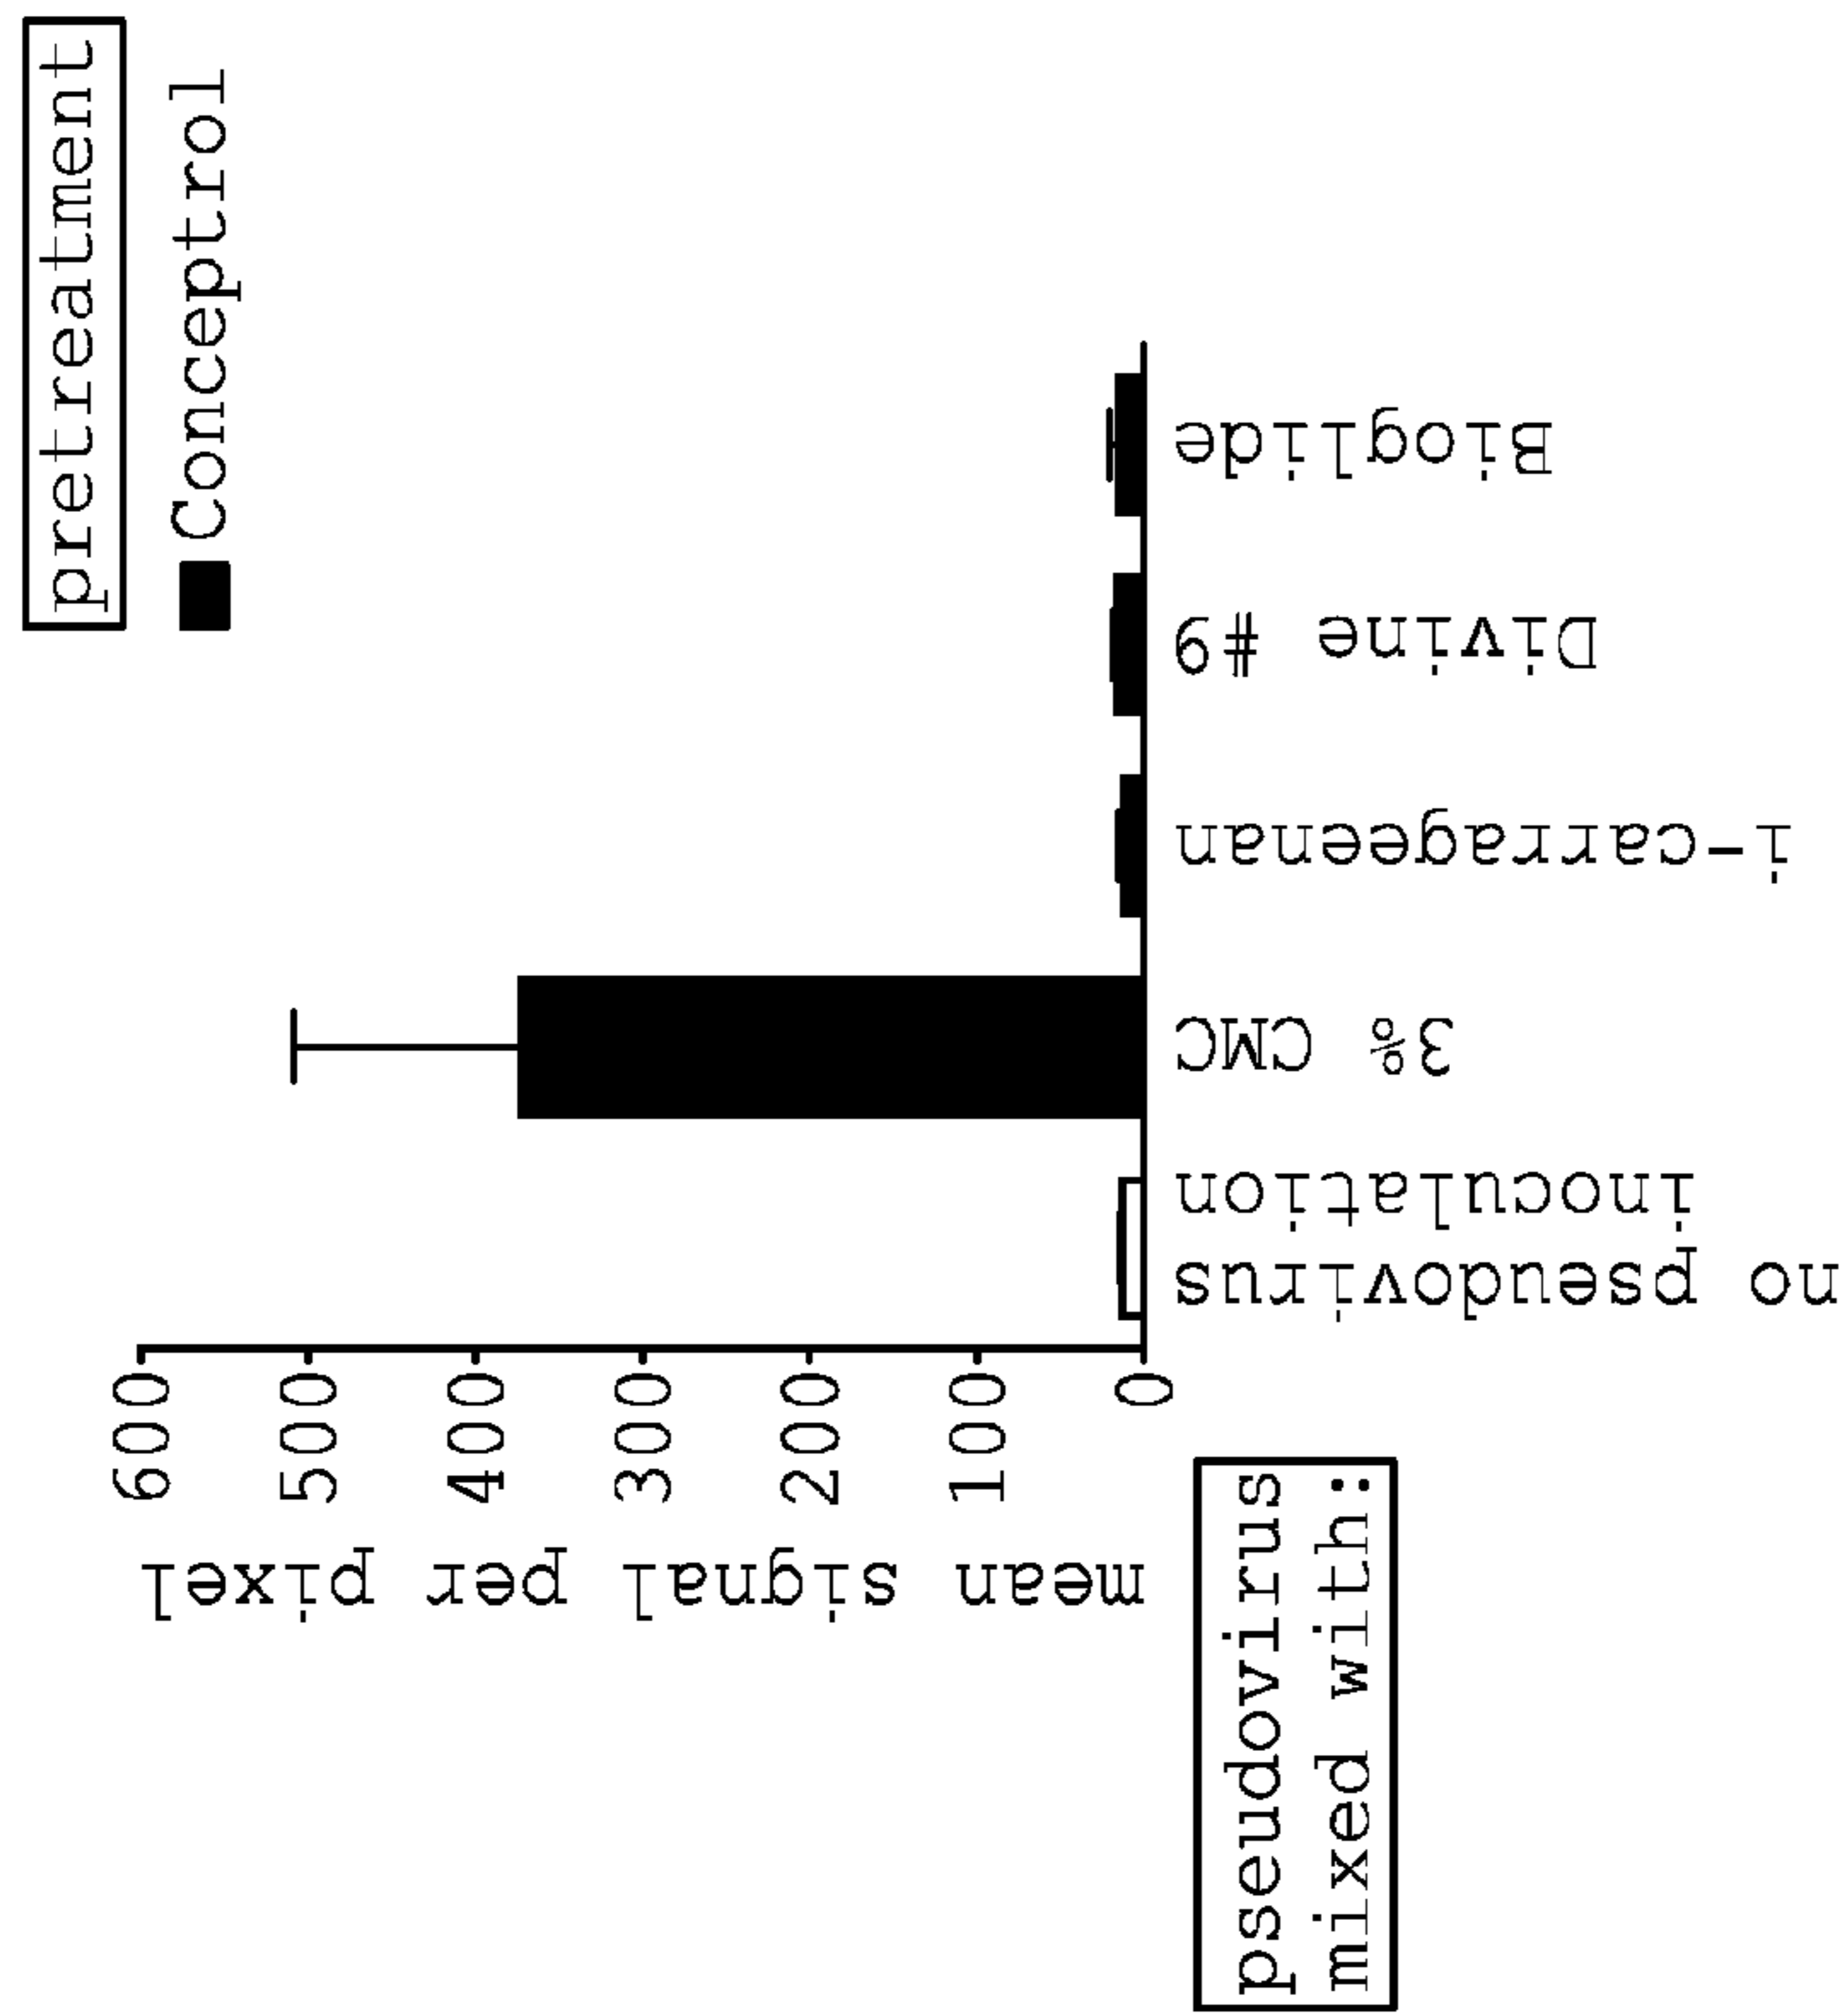 pretreatment
Conceptrol
mean signal per pixel
600
500
400
300
200
100
0
pseudovirus
mixed with:
no pseudovirus
inoculation
3% CMC
i-carrageenan
Divine #9
Bioglide